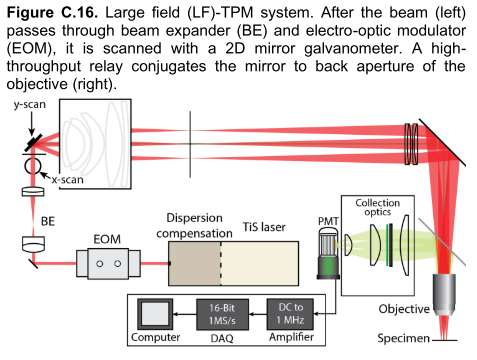 Figure C.16. Large field (LF)-TPM system. After the beam (left)
passes through beam expander (BE) and electro-optic modulator
(EOM), it is scanned with a 2D mirror galvanometer. A high-
throughput relay conjugates the mirror to back aperture of the
objective (right).
y-scan
x-scan
BE
EOM
Dispersion
compensation
TiS laser
PMT
Collection
optics
Objective
Specimen
Computer
16-Bit
1MS/s
DAQ
DC to
1 MHz
Amplifier